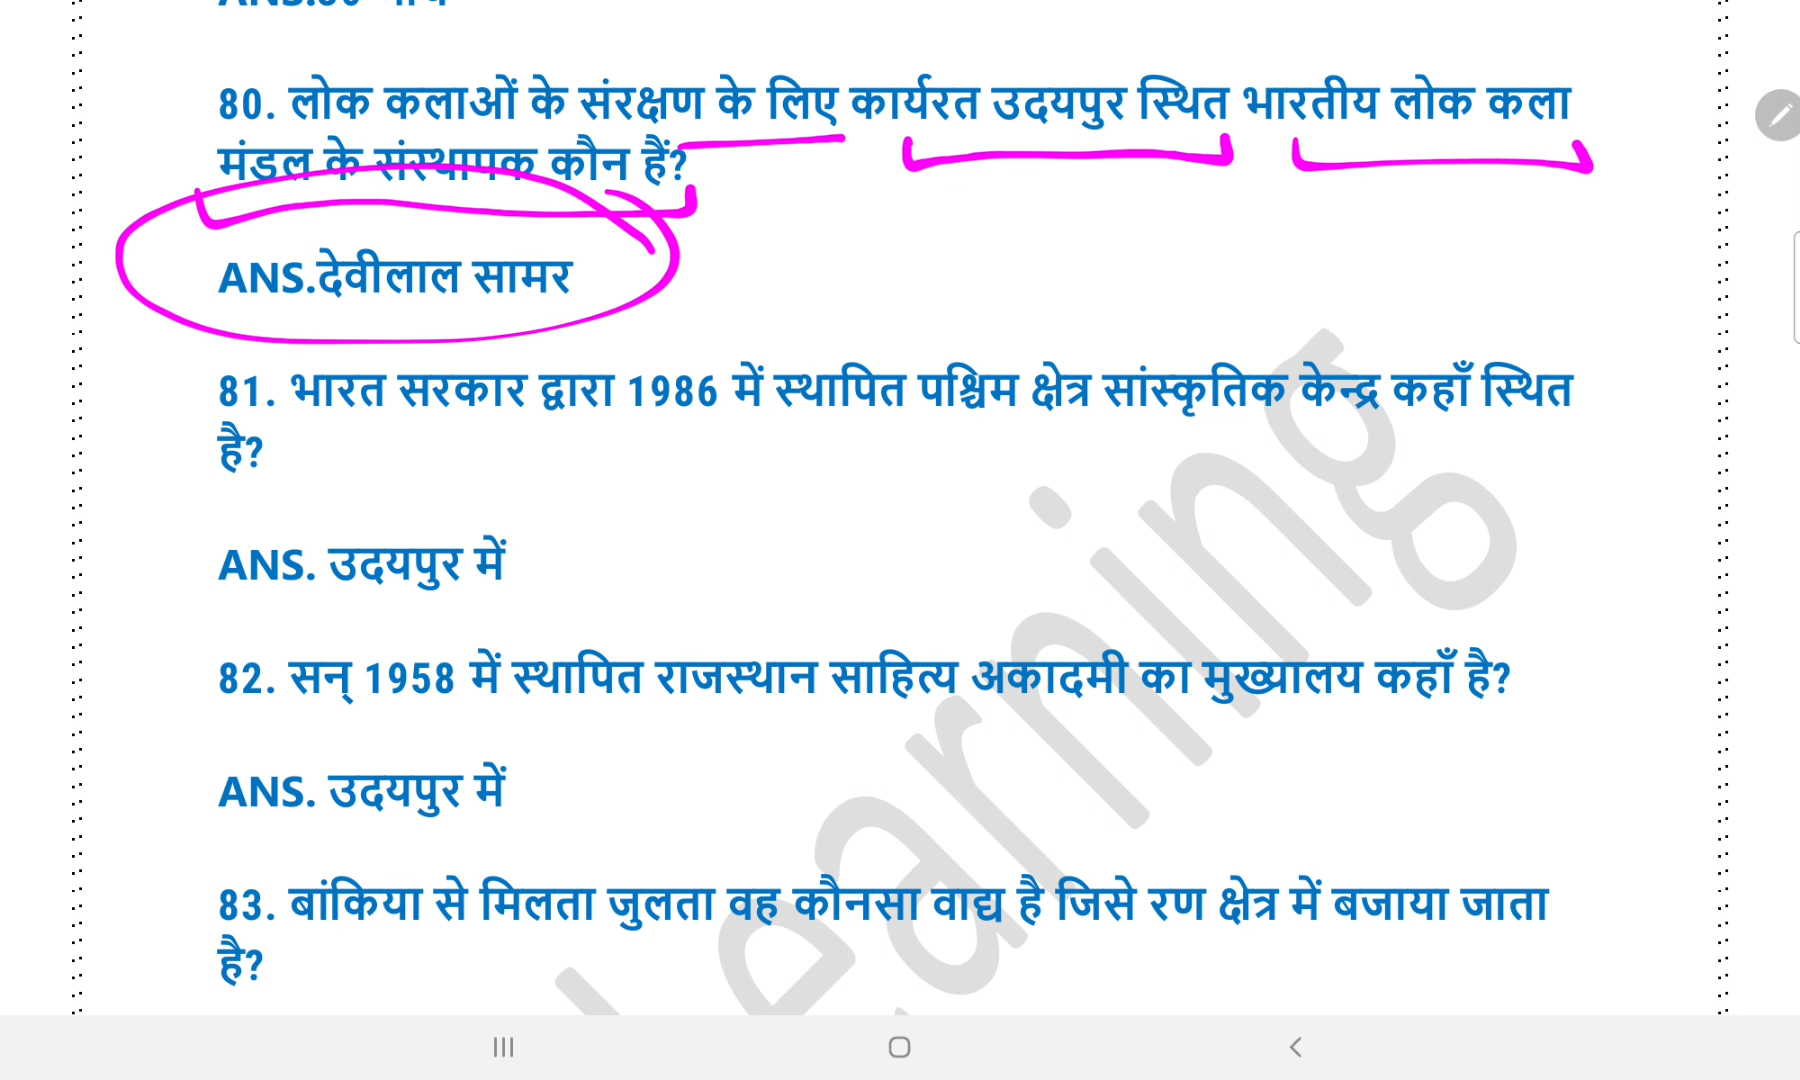 80. लोक कलाओं के संरक्षण के लिए कार्यरत उदयपुर स्थित भारतीय लोक कला
मंडल के संस्थापक कौन हैं?
ANS.देवीलाल सामर
81. भारत सरकार द्वारा 1986 में स्थापित पश्चिम क्षेत्र सांस्कृतिक केन्द्र कहाँ स्थित
है?
ANS. उदयपुर में
82. सन् 1958 में स्थापित राजस्थान साहित्य अकादमी का मुख्यालय कहाँ है?
ANS. उदयपुर में
83. बांकिया से मिलता जुलता वह कौनसा वाद्य है जिसे रण क्षेत्र में बजाया जाता
है?
Learning